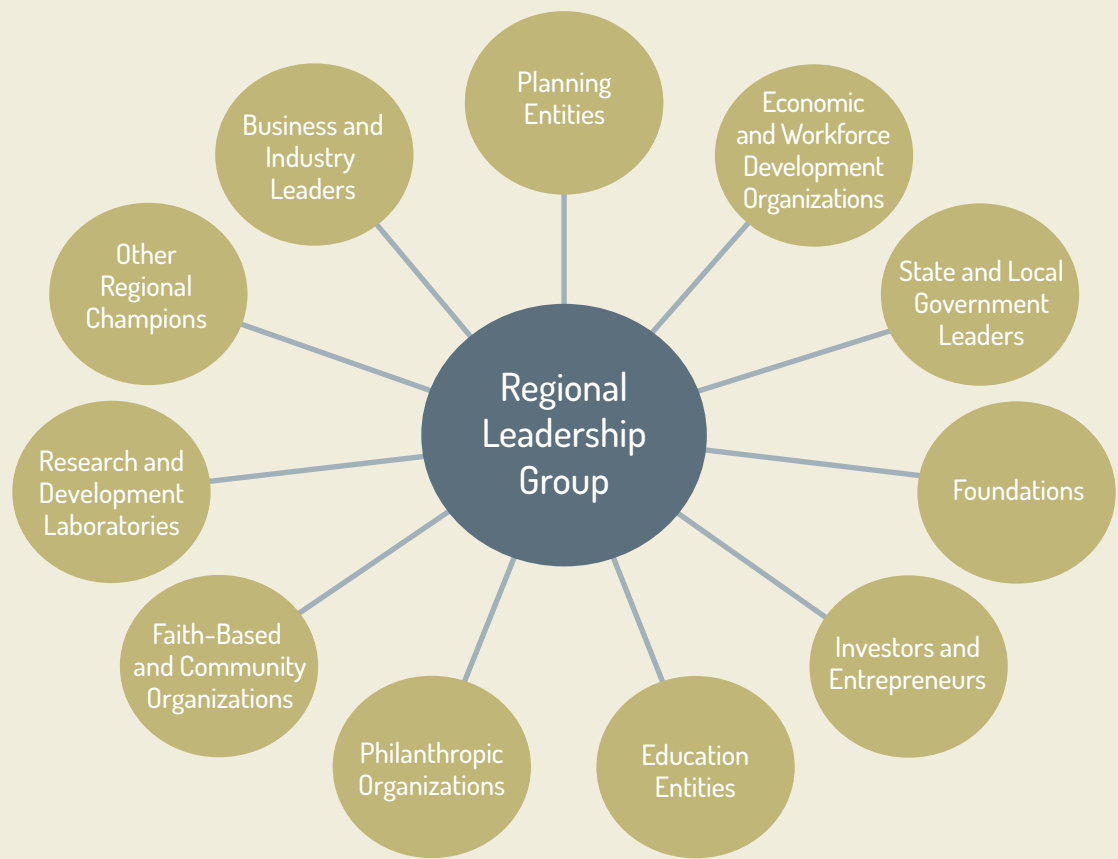 Planning
Entities
Economic
and Workforce
Development
Organizations
State and Local
Government
Leaders
Foundations
Investors and
Entrepreneurs
Education
Entities
Philanthropic
Organizations
Faith-Based
and Community
Organizations
Research and
Development
Laboratories
Other
Regional
Champions
Business and
Industry
Leaders
Regional
Leadership
Group